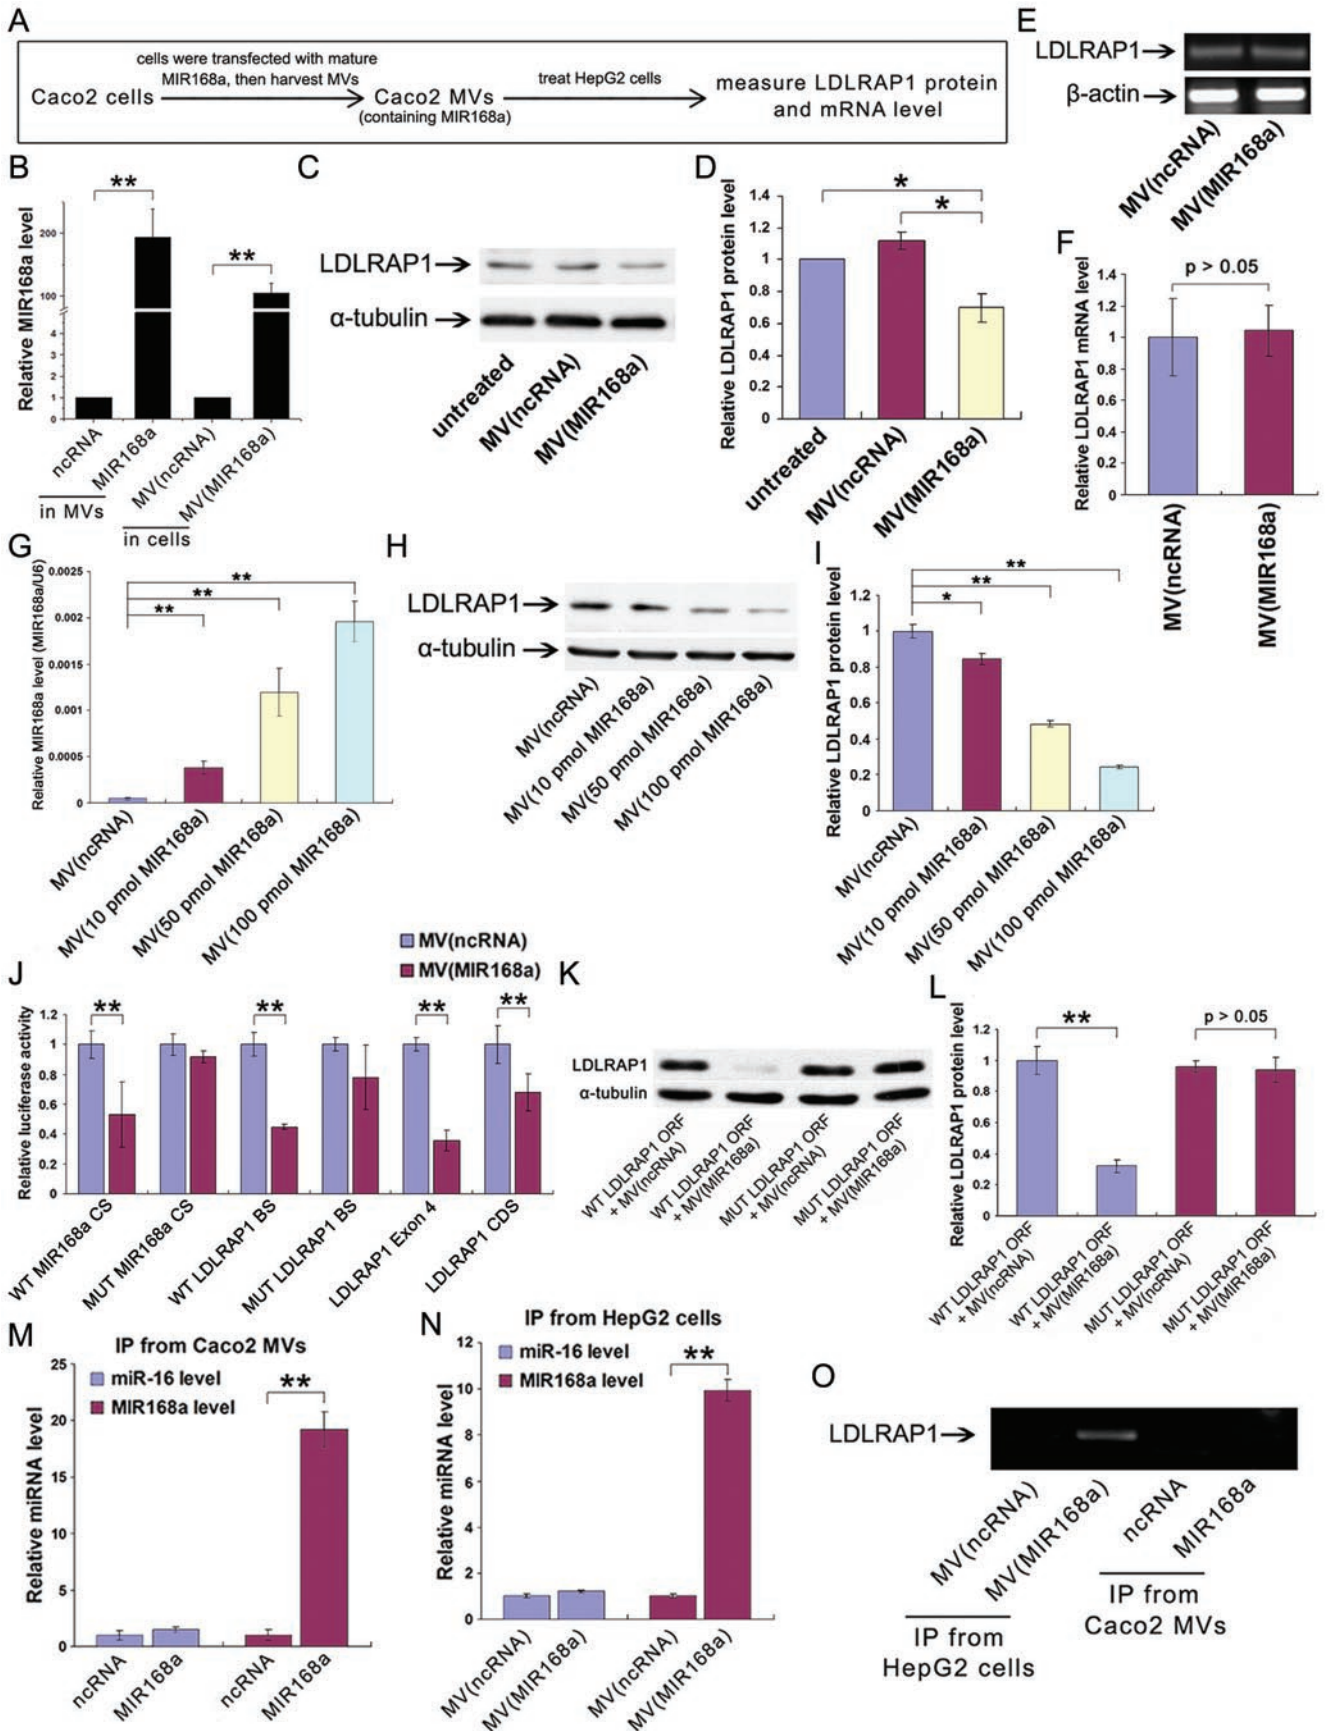 A
cells were transfected with mature
MIR168a, then harvest MVs
treat HepG2 cells
Caco2 cells
Caco2 MVs
(containing MIR168a)
measure LDLRAP1 protein
and mRNA level
E
LDLRAP1
β-actin
MV(ncRNA)
MV(MIR168a)
B
Relative MIR168a level
200
100
5
4
3
2
1
0
**
**
ncRNA
MIR168a
MV(ncRNA)
MV(MIR168a)
in MVs
in cells
C
LDLRAP1
α-tubulin
untreated
MV(ncRNA)
MV(MIR168a)
D
Relative LDLRAP1 protein level
1.4
1.2
1
0.8
0.6
0.4
0.2
0
*
*
untreated
MV(ncRNA)
MV(MIR168a)
F
Relative LDLRAP1 mRNA level
1.4
1.2
1
0.8
0.6
0.4
0.2
0
p > 0.05
MV(ncRNA)
MV(MIR168a)
G
Relative MIR168a level (MIR168a/U6)
0.0025
0.002
0.0015
0.001
0.0005
0
**
**
**
MV(ncRNA)
MV(10 pmol MIR168a)
MV(50 pmol MIR168a)
MV(100 pmol MIR168a)
H
LDLRAP1
α-tubulin
MV(ncRNA)
MV(10 pmol MIR168a)
MV(50 pmol MIR168a)
MV(100 pmol MIR168a)
I
Relative LDLRAP1 protein level
1.2
1
0.8
0.6
0.4
0.2
0
**
**
*
MV(ncRNA)
MV(10 pmol MIR168a)
MV(50 pmol MIR168a)
MV(100 pmol MIR168a)
J
MV(ncRNA)
MV(MIR168a)
Relative luciferase activity
1.2
1
0.8
0.6
0.4
0.2
0
**
**
**
**
WT MIR168a CS
MUT MIR168a CS
WT LDLRAP1 BS
MUT LDLRAP1 BS
LDLRAP1 Exon 4
LDLRAP1 CDS
K
LDLRAP1
α-tubulin
WT LDLRAP1 ORF
+ MV(ncRNA)
WT LDLRAP1 ORF
+ MV(MIR168a)
MUT LDLRAP1 ORF
+ MV(ncRNA)
MUT LDLRAP1 ORF
+ MV(MIR168a)
L
Relative LDLRAP1 protein level
1.2
1
0.8
0.6
0.4
0.2
0
**
p > 0.05
WT LDLRAP1 ORF
+ MV(ncRNA)
WT LDLRAP1 ORF
+ MV(MIR168a)
MUT LDLRAP1 ORF
+ MV(ncRNA)
MUT LDLRAP1 ORF
+ MV(MIR168a)
M
IP from Caco2 MVs
miR-16 level
MIR168a level
Relative miRNA level
25
20
15
10
5
0
**
ncRNA
MIR168a
ncRNA
MIR168a
N
IP from HepG2 cells
miR-16 level
MIR168a level
Relative miRNA level
12
10
8
6
4
2
0
**
MV(ncRNA)
MV(MIR168a)
MV(ncRNA)
MV(MIR168a)
O
LDLRAP1
MV(ncRNA)
MV(MIR168a)
ncRNA
MIR168a
IP from
HepG2 cells
IP from
Caco2 MVs